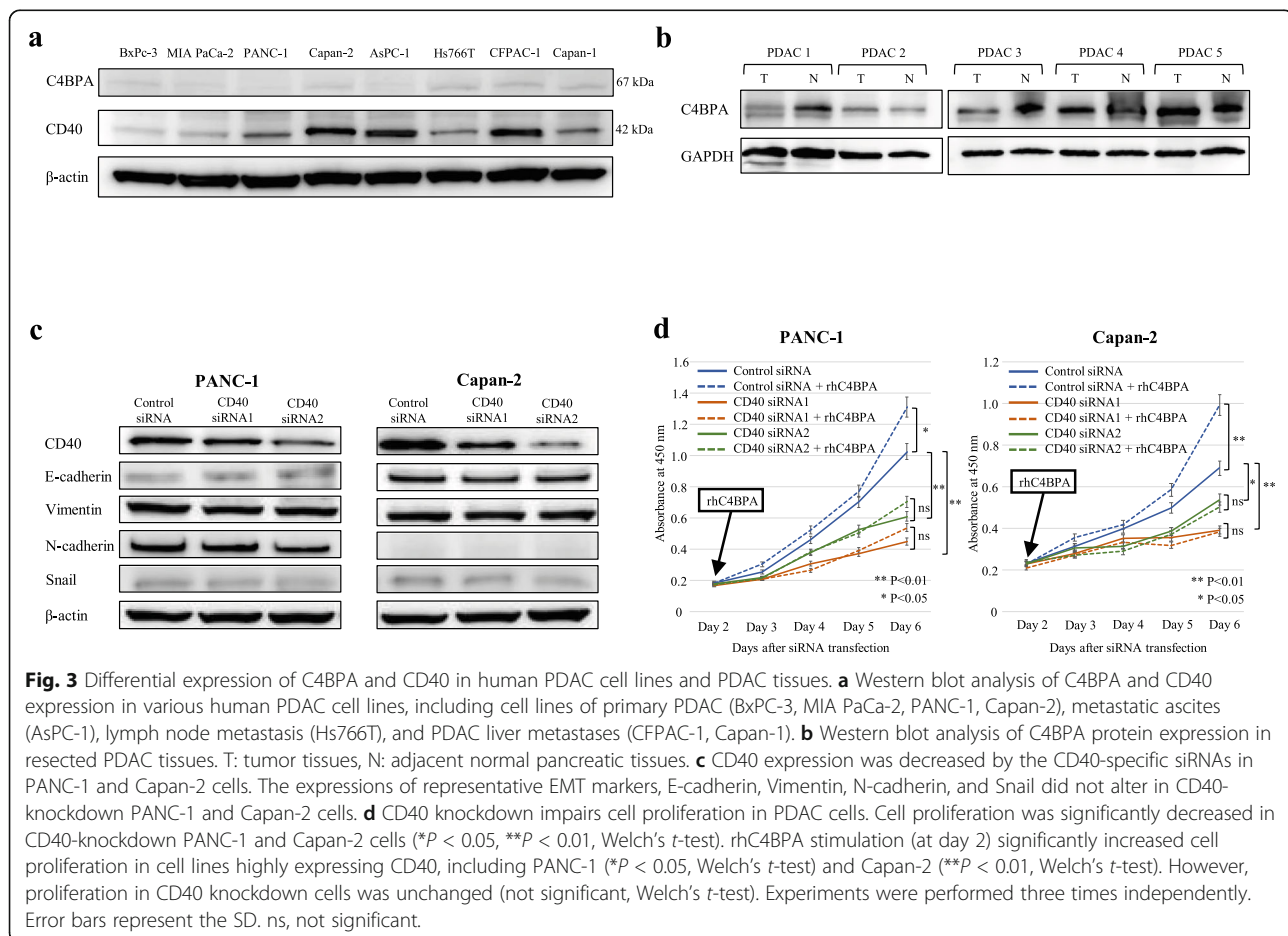 a
BxPc-3 MIA PaCa-2 PANC-1 Capan-2 AsPC-1 Hs766T CFPAC-1 Capan-1
C4BPA 67 kDa
CD40 42 kDa
β-actin
b
PDAC 1 PDAC 2 PDAC 3 PDAC 4 PDAC 5
T N T N T N T N T N
C4BPA
GAPDH
c
PANC-1 Capan-2
Control siRNA CD40 siRNA1 CD40 siRNA2 Control siRNA CD40 siRNA1 CD40 siRNA2
CD40
E-cadherin
Vimentin
N-cadherin
Snail
β-actin
d
PANC-1
Absorbance at 450 nm
1.6
1.4
1.2
1.0
0.8
0.6
0.4
0.2
0
Control siRNA
Control siRNA + rhC4BPA
CD40 siRNA1
CD40 siRNA1 + rhC4BPA
CD40 siRNA2
CD40 siRNA2 + rhC4BPA
rhC4BPA
*
**
**
ns
ns
** P<0.01
* P<0.05
Day 2 Day 3 Day 4 Day 5 Day 6
Days after siRNA transfection
Capan-2
Absorbance at 450 nm
1.2
1.0
0.8
0.6
0.4
0.2
0
Control siRNA
Control siRNA + rhC4BPA
CD40 siRNA1
CD40 siRNA1 + rhC4BPA
CD40 siRNA2
CD40 siRNA2 + rhC4BPA
rhC4BPA
**
*
**
ns
ns
** P<0.01
* P<0.05
Day 2 Day 3 Day 4 Day 5 Day 6
Days after siRNA transfection
Fig. 3 Differential expression of C4BPA and CD40 in human PDAC cell lines and PDAC tissues. a Western blot analysis of C4BPA and CD40
expression in various human PDAC cell lines, including cell lines of primary PDAC (BxPC-3, MIA PaCa-2, PANC-1, Capan-2), metastatic ascites
(AsPC-1), lymph node metastasis (Hs766T), and PDAC liver metastases (CFPAC-1, Capan-1). b Western blot analysis of C4BPA protein expression in
resected PDAC tissues. T: tumor tissues, N: adjacent normal pancreatic tissues. c CD40 expression was decreased by the CD40-specific siRNAs in
PANC-1 and Capan-2 cells. The expressions of representative EMT markers, E-cadherin, Vimentin, N-cadherin, and Snail did not alter in CD40-
knockdown PANC-1 and Capan-2 cells. d CD40 knockdown impairs cell proliferation in PDAC cells. Cell proliferation was significantly decreased in
CD40-knockdown PANC-1 and Capan-2 cells (*P < 0.05, **P < 0.01, Welch's t-test). rhC4BPA stimulation (at day 2) significantly increased cell
proliferation in cell lines highly expressing CD40, including PANC-1 (*P < 0.05, Welch's t-test) and Capan-2 (**P < 0.01, Welch's t-test). However,
proliferation in CD40 knockdown cells was unchanged (not significant, Welch's t-test). Experiments were performed three times independently.
Error bars represent the SD. ns, not significant.